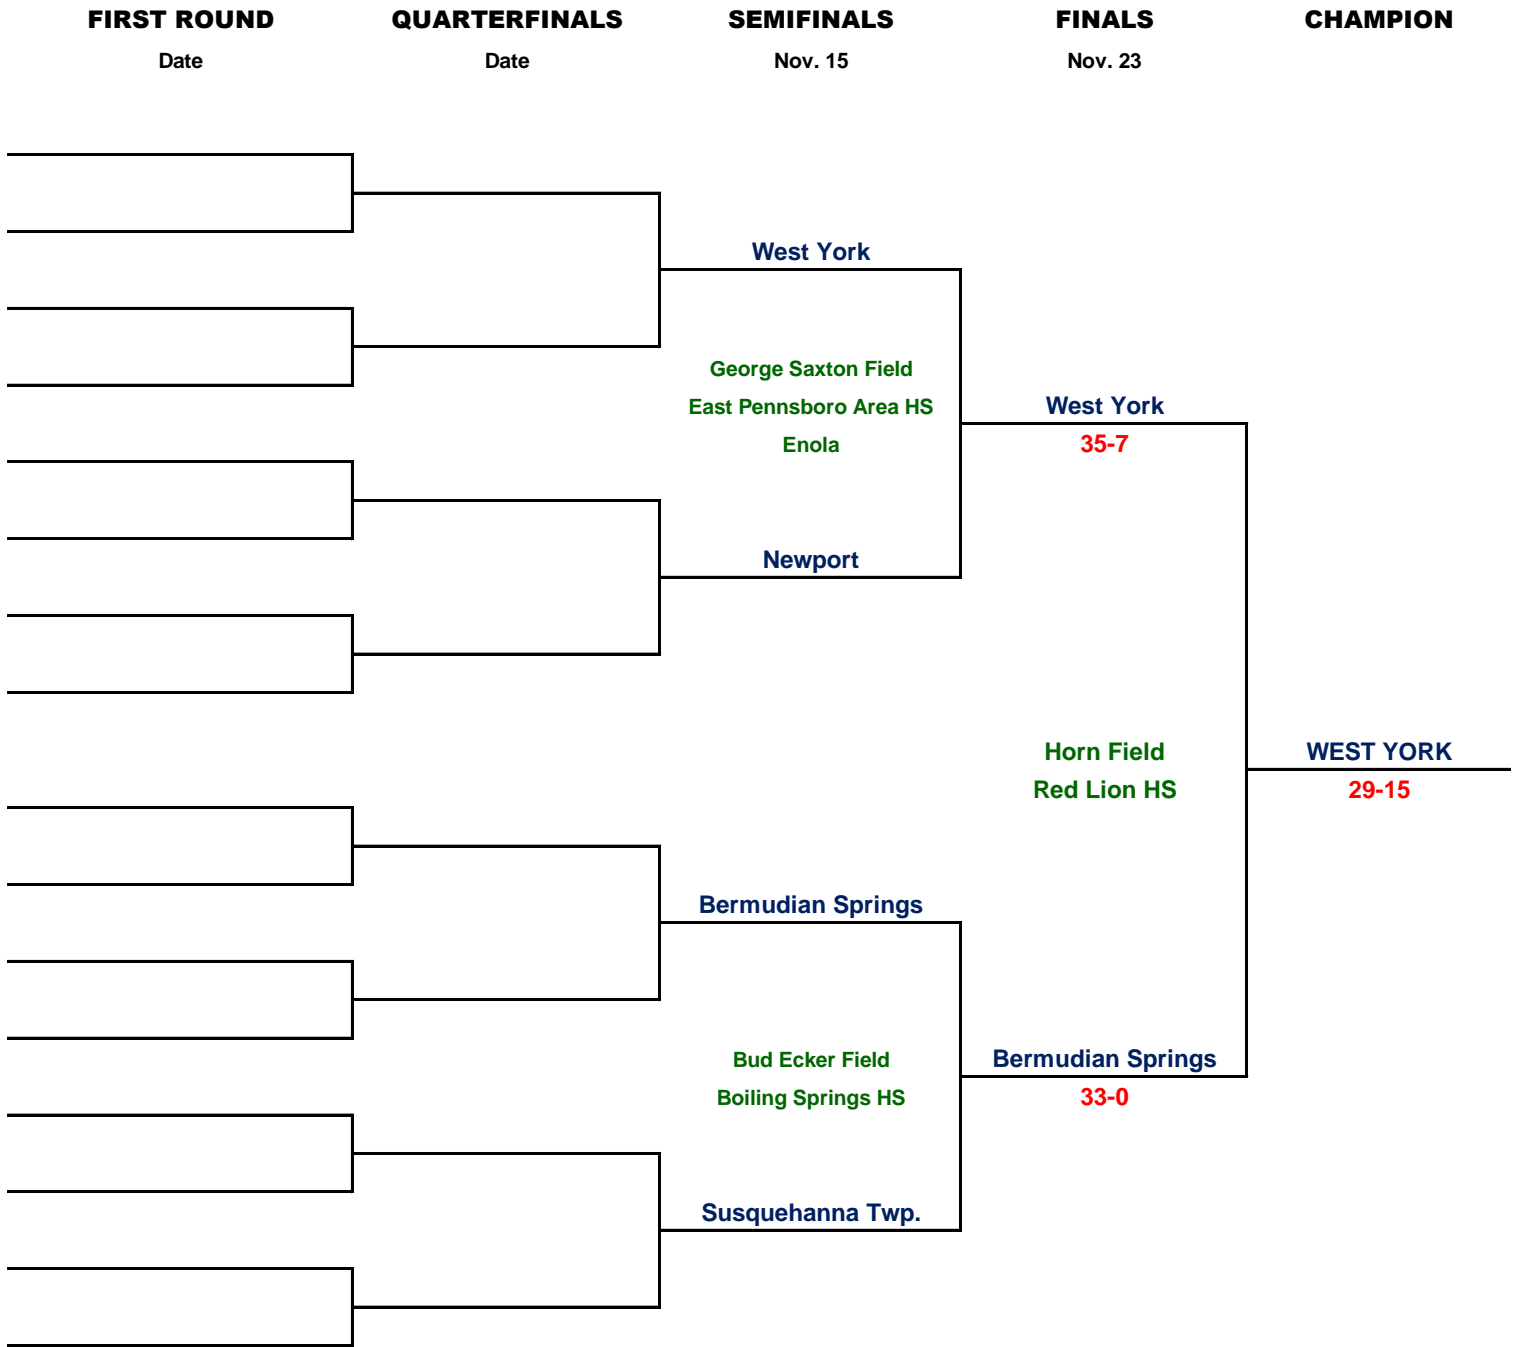 FIRST ROUND QUARTERFINALS SEMIFINALS FINALS CHAMPION
Date Date Nov. 15 Nov. 23
West York
George Saxton Field
East Pennsboro Area HS
Enola
West York
35-7
Newport
Horn Field
Red Lion HS
WEST YORK
29-15
Bermudian Springs
Bud Ecker Field
Boiling Springs HS
Bermudian Springs
33-0
Susquehanna Twp.